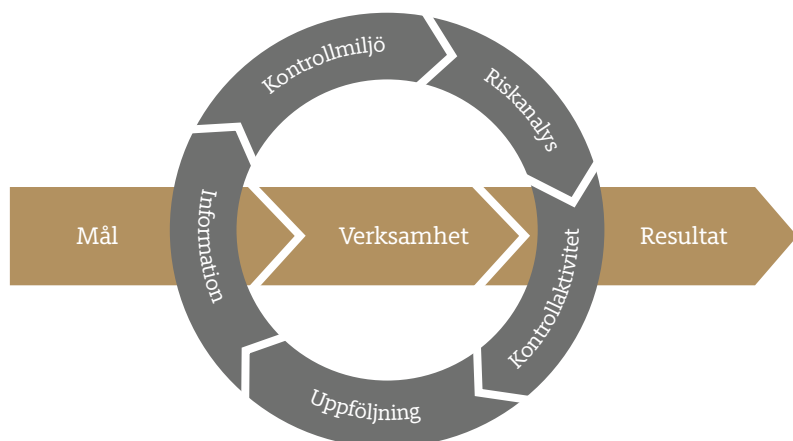 Kontrollmiljö
Riskanalys
Mål
Information
Verksamhet
Kontrollaktivitet
Resultat
Uppföljning